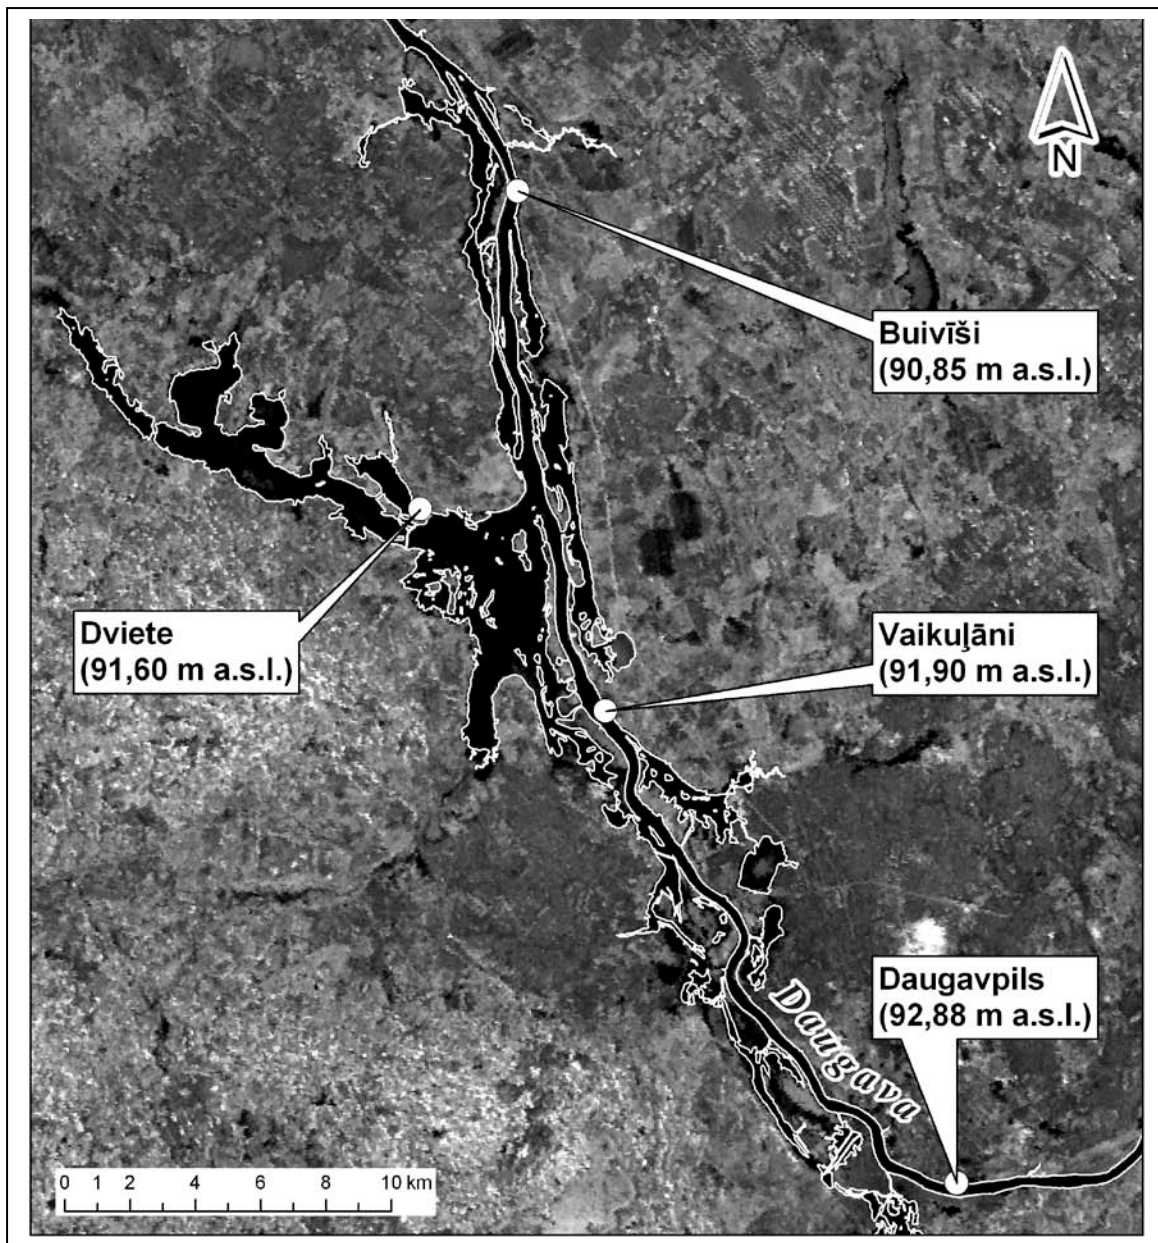 N
Buivīši
(90,85 m a.s.l.)
Dviete
(91,60 m a.s.l.)
Vaikuļāni
(91,90 m a.s.l.)
Daugavpils
(92,88 m a.s.l.)
Daugava
0 1 2 4 6 8 10 km